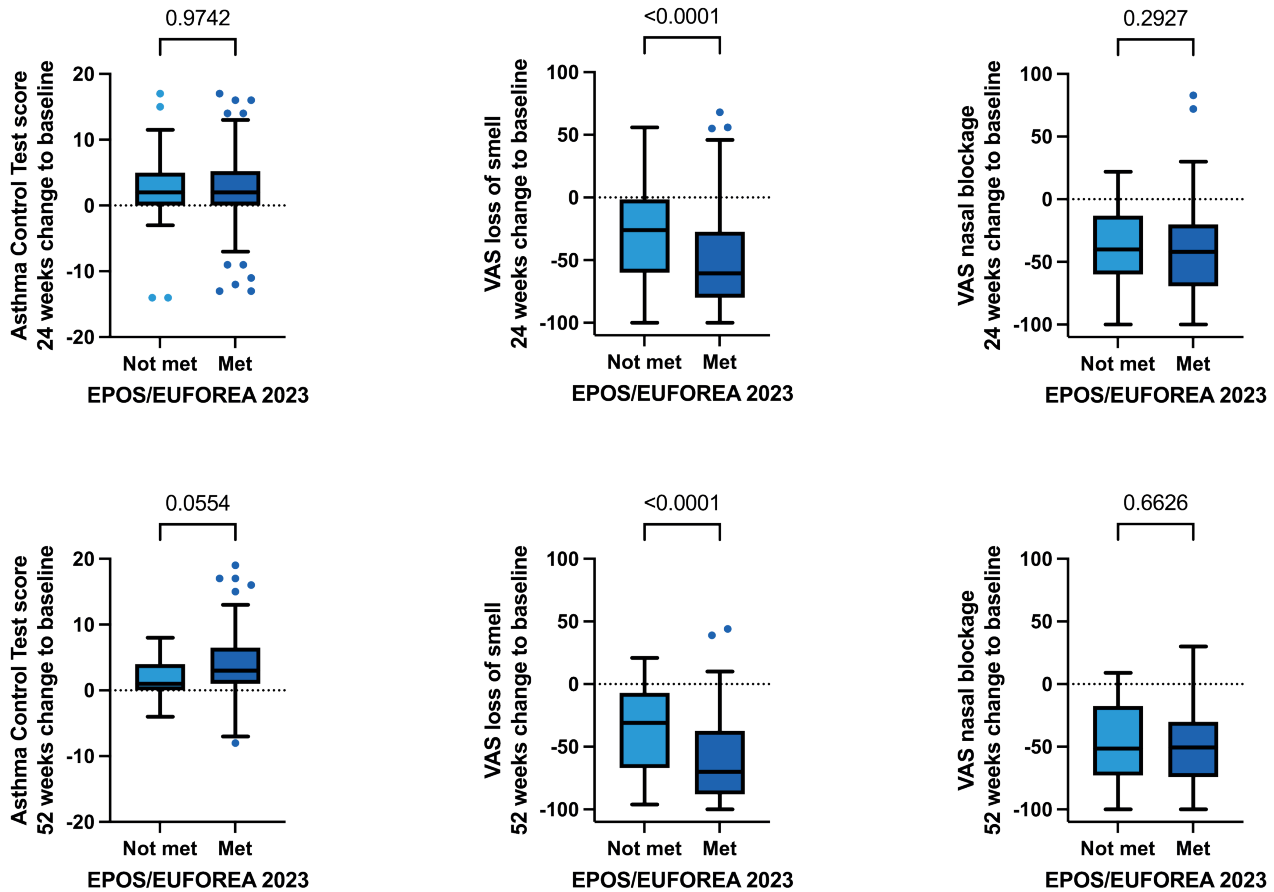 0.9742
Asthma Control Test score
24 weeks change to baseline
20
10
0
-10
-20
Not met Met
EPOS/EUFOREA 2023
<0.0001
VAS loss of smell
24 weeks change to baseline
100
50
0
-50
-100
Not met Met
EPOS/EUFOREA 2023
0.2927
VAS nasal blockage
24 weeks change to baseline
100
50
0
-50
-100
Not met Met
EPOS/EUFOREA 2023
0.0554
Asthma Control Test score
52 weeks change to baseline
20
10
0
-10
-20
Not met Met
EPOS/EUFOREA 2023
<0.0001
VAS loss of smell
52 weeks change to baseline
100
50
0
-50
-100
Not met Met
EPOS/EUFOREA 2023
0.6626
VAS nasal blockage
52 weeks change to baseline
100
50
0
-50
-100
Not met Met
EPOS/EUFOREA 2023